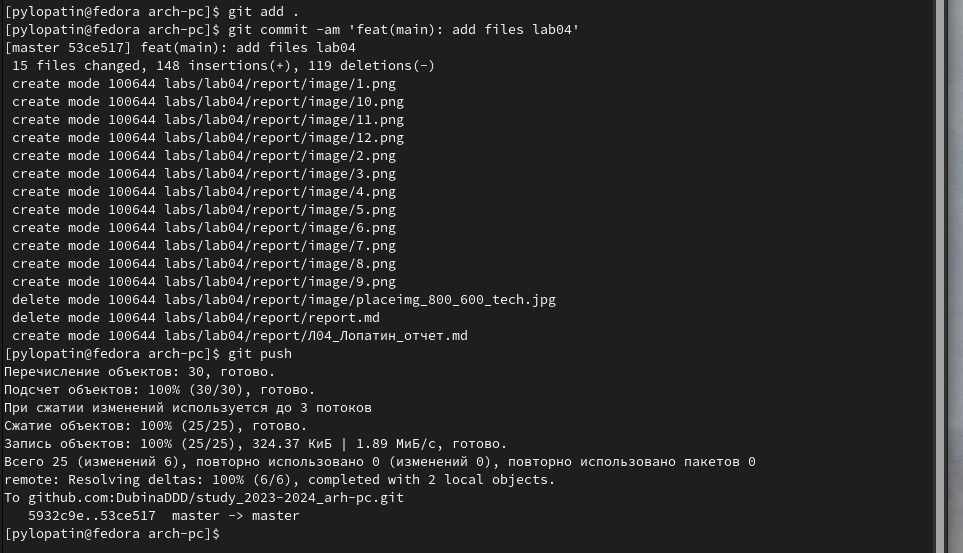 [pylopatin@fedora arch-pc]$ git add .
[pylopatin@fedora arch-pc]$ git commit -am 'feat(main): add files lab04'
[master 53ce517] feat(main): add files lab04
 15 files changed, 148 insertions(+), 119 deletions(-)
 create mode 100644 labs/lab04/report/image/1.png
 create mode 100644 labs/lab04/report/image/10.png
 create mode 100644 labs/lab04/report/image/11.png
 create mode 100644 labs/lab04/report/image/12.png
 create mode 100644 labs/lab04/report/image/2.png
 create mode 100644 labs/lab04/report/image/3.png
 create mode 100644 labs/lab04/report/image/4.png
 create mode 100644 labs/lab04/report/image/5.png
 create mode 100644 labs/lab04/report/image/6.png
 create mode 100644 labs/lab04/report/image/7.png
 create mode 100644 labs/lab04/report/image/8.png
 create mode 100644 labs/lab04/report/image/9.png
 delete mode 100644 labs/lab04/report/image/placeimg_800_600_tech.jpg
 delete mode 100644 labs/lab04/report/report.md
 create mode 100644 labs/lab04/report/Л04_Лопатин_отчет.md
[pylopatin@fedora arch-pc]$ git push
Перечисление объектов: 30, готово.
Подсчет объектов: 100% (30/30), готово.
При сжатии изменений используется до 3 потоков
Сжатие объектов: 100% (25/25), готово.
Запись объектов: 100% (25/25), 324.37 КиБ | 1.89 МиБ/с, готово.
Всего 25 (изменений 6), повторно использовано 0 (изменений 0), повторно использовано пакетов 0
remote: Resolving deltas: 100% (6/6), completed with 2 local objects.
To github.com:DubinaDDD/study_2023-2024_arh-pc.git
   5932c9e..53ce517  master -> master
[pylopatin@fedora arch-pc]$